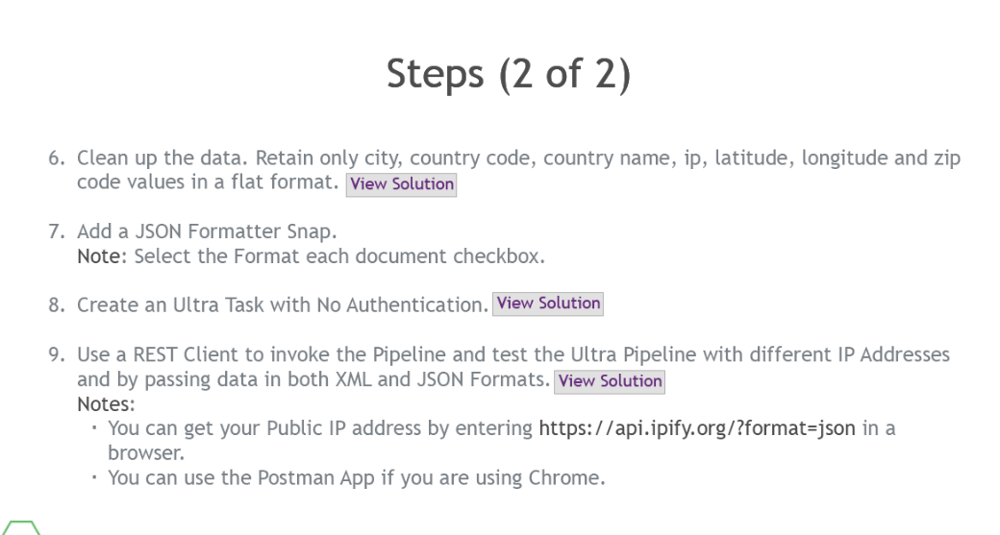 Steps (2 of 2)
6. Clean up the data. Retain only city, country code, country name, ip, latitude, longitude and zip
code values in a flat format. View Solution
7. Add a JSON Formatter Snap.
Note: Select the Format each document checkbox.
8. Create an Ultra Task with No Authentication. View Solution
9. Use a REST Client to invoke the Pipeline and test the Ultra Pipeline with different IP Addresses
and by passing data in both XML and JSON Formats. View Solution
Notes:
· You can get your Public IP address by entering https://api.ipify.org/?format=json in a
browser.
· You can use the Postman App if you are using Chrome.